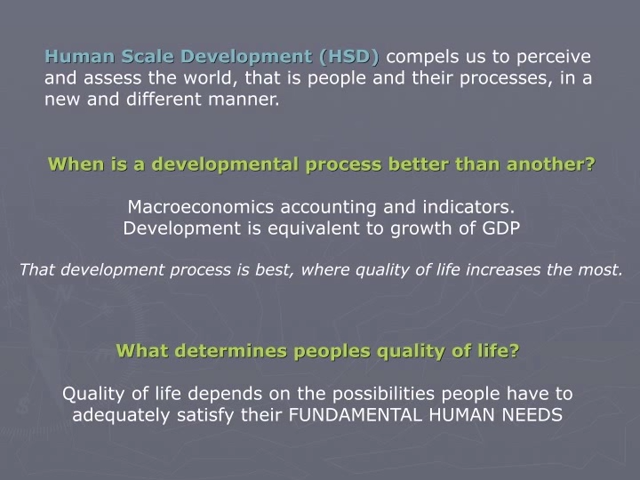 Human Scale Development (HSD) compels us to perceive
and assess the world, that is people and their processes, in a
new and different manner.
When is a developmental process better than another?
Macroeconomics accounting and indicators.
Development is equivalent to growth of GDP
That development process is best, where quality of life increases the most.
What determines peoples quality of life?
Quality of life depends on the possibilities people have to
adequately satisfy their FUNDAMENTAL HUMAN NEEDS